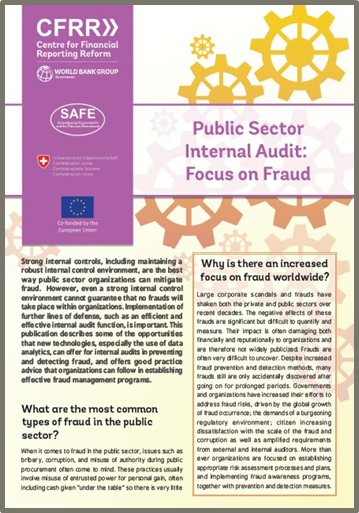 CFRR
Centre for Financial
Reporting Reform
WORLD BANK GROUP
Governance
SAFE
Schweizerische Eidgenossenschaft
Confédération suisse
Confederazione Svizzera
Confederaziun svizra
Co-funded by the
European Union
Public Sector
Internal Audit:
Focus on Fraud
Strong internal controls, including maintaining a
robust internal control environment, are the best
way public sector organizations can mitigate
fraud. However, even a strong internal control
environment cannot guarantee that no frauds will
take place within organizations. Implementation of
further lines of defense, such as an efficient and
effective internal audit function, is important. This
publication describes some of the opportunities
that new technologies, especially the use of data
analytics, can offer for internal audits in preventing
and detecting fraud, and offers good practice
advice that organizations can follow in establishing
effective fraud management programs.
What are the most common
types of fraud in the public
sector?
When it comes to fraud in the public sector, issues such as
bribery, corruption, and misuse of authority during public
procurement often come to mind. These practices usually
involve misuse of entrusted power for personal gain, often
including cash given "under the table" so there is very little
Why is there an increased
focus on fraud worldwide?
Large corporate scandals and frauds have
shaken both the private and public sectors over
recent decades. The negative effects of these
frauds are significant but difficult to quantify and
measure. Their impact is often damaging both
financially and reputationally to organizations and
are therefore not widely publicized. Frauds are
often very difficult to uncover. Despite increased
fraud prevention and detection methods, many
frauds still are only accidentally discovered after
going on for prolonged periods. Governments
and organizations have increased their efforts to
address fraud risk, driven by the global growth
of fraud occurrence; the demands of a burgeoning
regulatory environment; citizen increasing
dissatisfaction with the scale of the fraud and
corruption as well as amplified requirements
from external and internal auditors. More than
ever organizations are focused on establishing
appropriate risk assessment processes and plans,
and implementing fraud awareness programs,
together with prevention and detection measures.